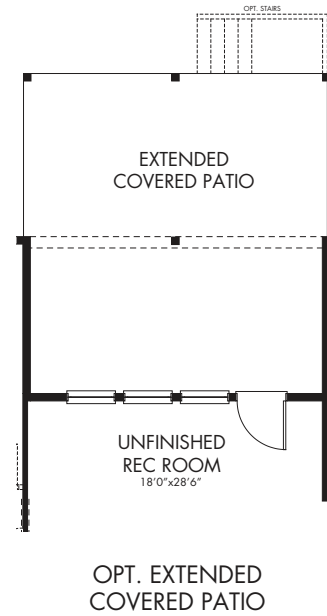 OPT. STAIRS
EXTENDED
COVERED PATIO
UNFINISHED
REC ROOM
18'0"x28'6"
OPT. EXTENDED
COVERED PATIO